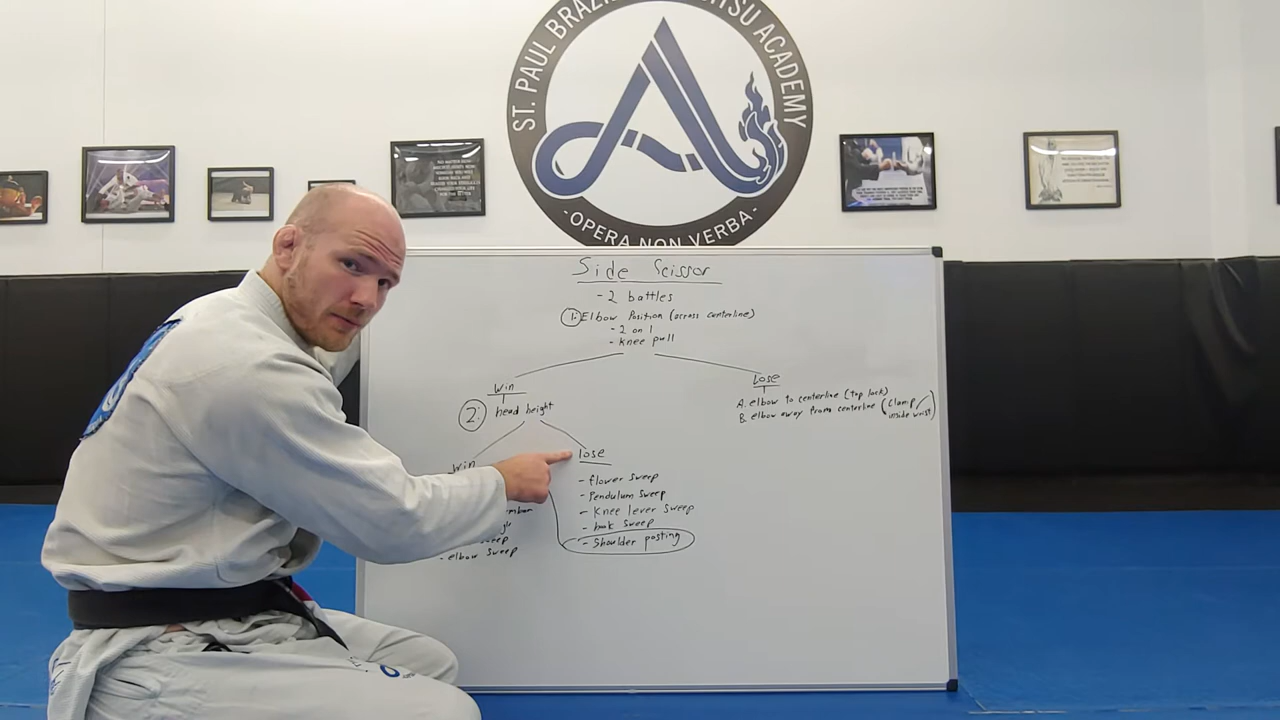 ST. PAUL BRAZI JITSU ACADEMY
-OPERA NON VERBA-
Side Scissor
- 2 battles
1. Elbow Position (across centerline)
- 2 on 1
- Knee pull
Win
Lose
2. head height
A. elbow to centerline (top lock)
B. elbow away from centerline (clamp/inside wrist)
Win
lose
- flower sweep
- Pendulum sweep
- Knee lever sweep
- hook sweep
- Shoulder posting
- elbow sweep